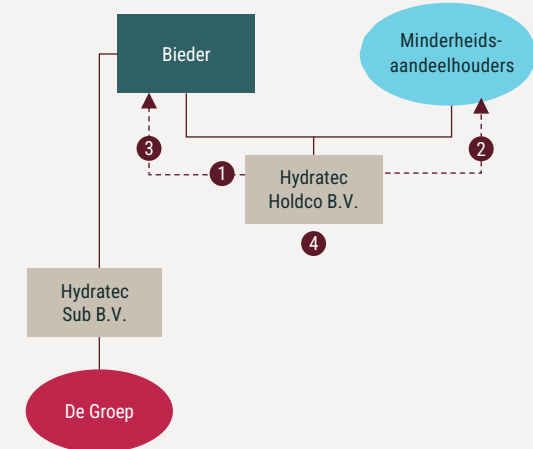 Bieder
Minderheids-
aandeelhouders
3
1
2
Hydratec
Holdco B.V.
4
Hydratec
Sub B.V.
De Groep